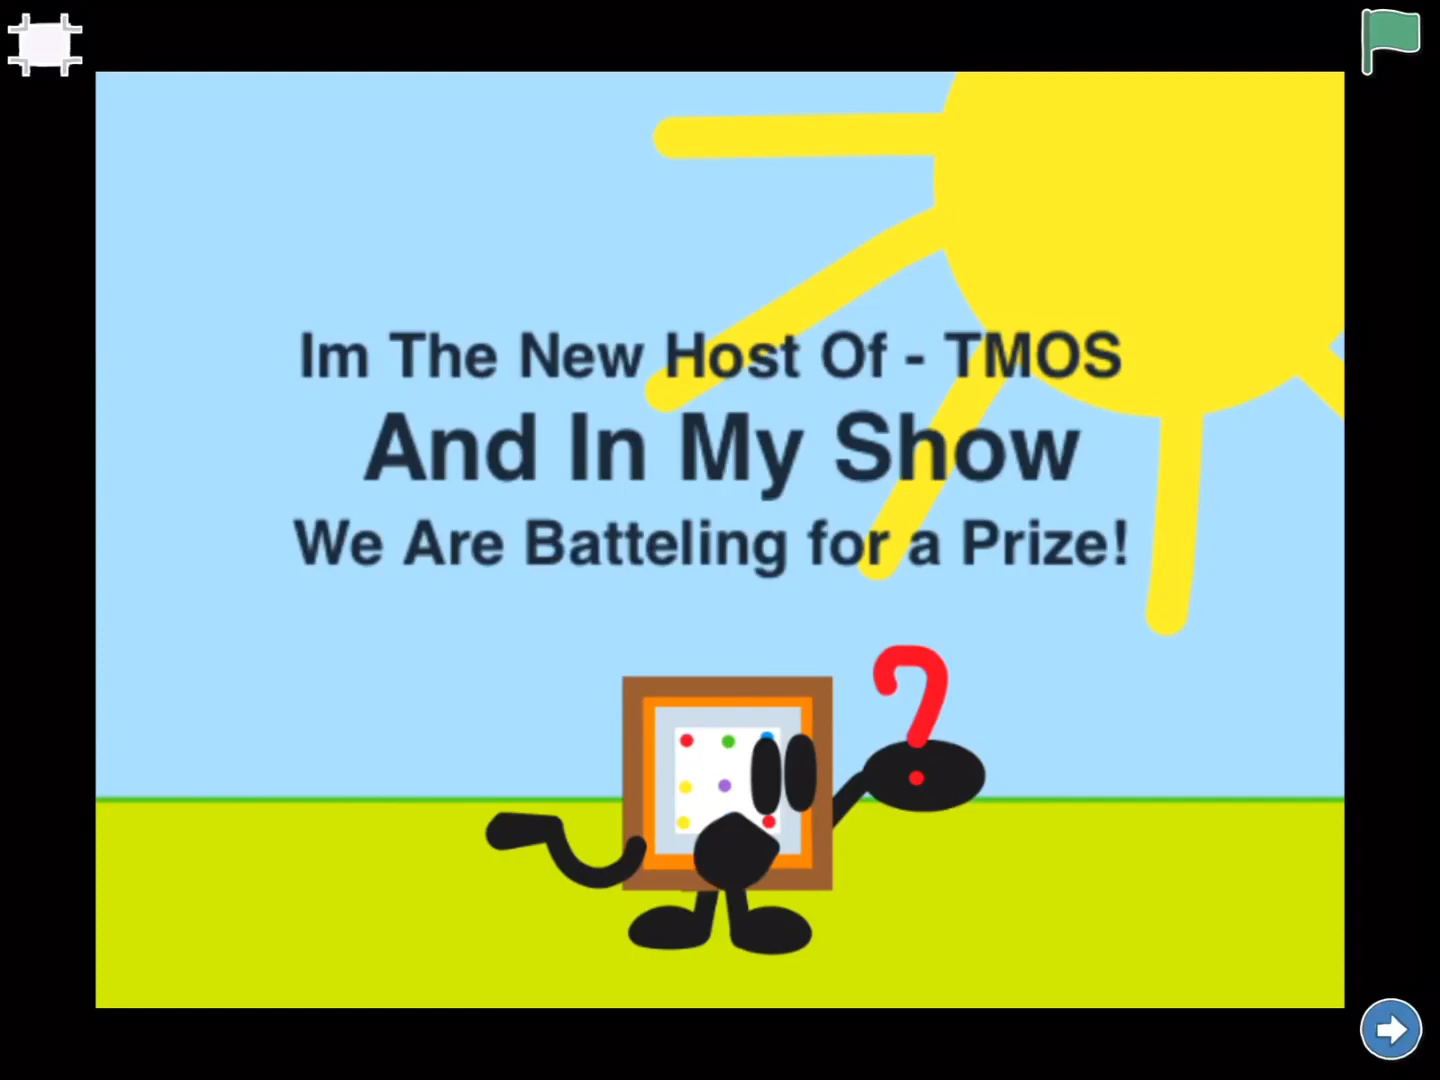 Im The New Host Of - TMOS
And In My Show
We Are Batteling for a Prize!
?